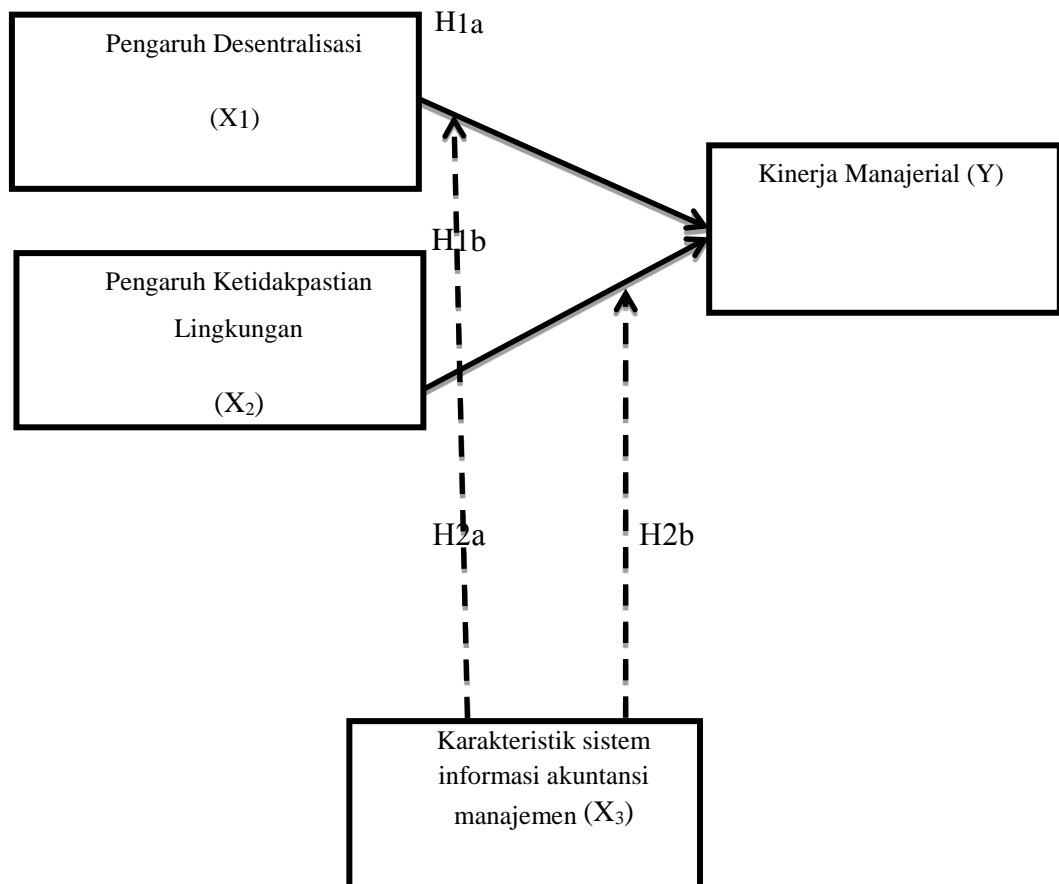 H1a
Pengaruh Desentralisasi
(X1)
Kinerja Manajerial (Y)
H1b
Pengaruh Ketidakpastian
Lingkungan
(X₂)
H2a
H2b
Karakteristik sistem
informasi akuntansi
manajemen (X₃)